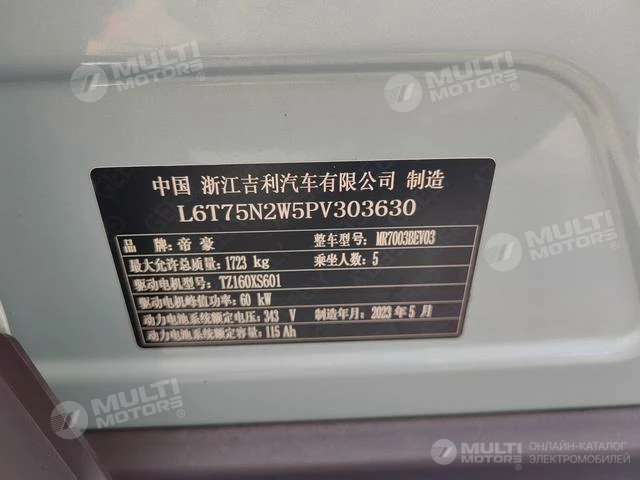 MULTI
MOTORS
MULTI
MOTORS
中国 浙江吉利汽车有限公司 制造
L6T75N2W5PV303630
品 牌: 帝豪 整车型号: MR7003BEV03
最大允许总质量: 1723 kg 乘坐人数: 5
驱动电机型号: TZ160XS601
驱动电机峰值功率: 60 kW
动力电池系统额定电压: 343 V 制造年月: 2023 年 5 月
动力电池系统额定容量: 115 Ah
MULTI
MOTORS
MULTI
MOTORS
MULTI
MOTORS
ОНЛАЙН-КАТАЛОГ
ЭЛЕКТРОМОБИЛЕЙ